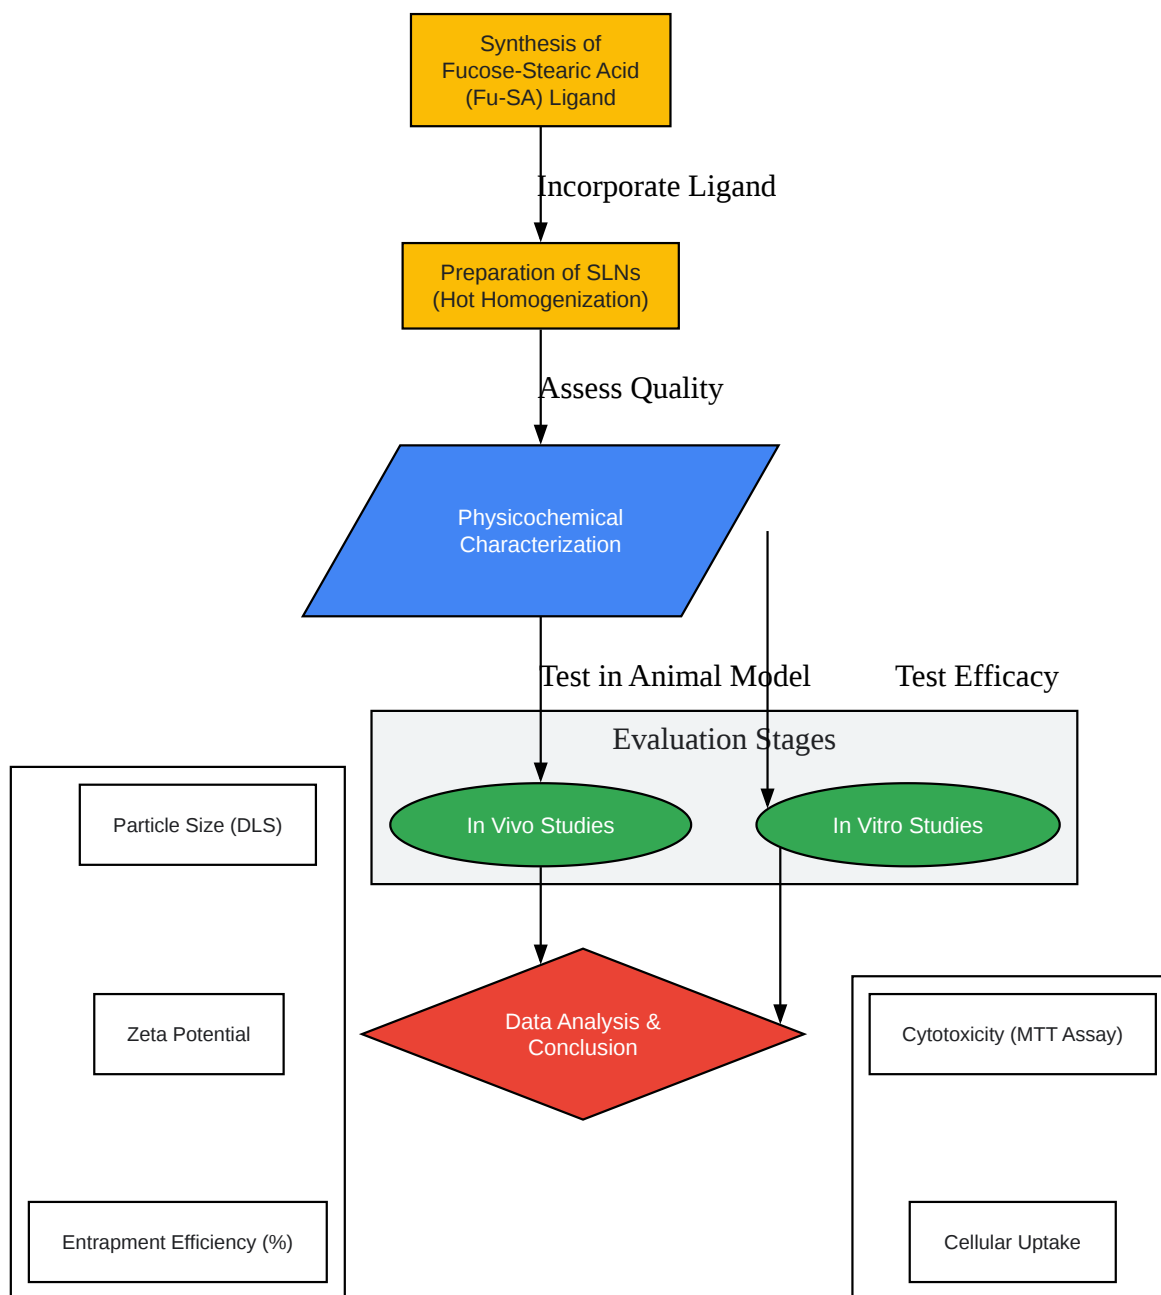 Synthesis of
Fucose-Stearic Acid
(Fu-SA) Ligand
Incorporate Ligand
Preparation of SLNs
(Hot Homogenization)
Assess Quality
Physicochemical
Characterization
Test in Animal Model
Test Efficacy
Evaluation Stages
Particle Size (DLS)
In Vivo Studies
In Vitro Studies
Zeta Potential
Data Analysis &
Conclusion
Cytotoxicity (MTT Assay)
Entrapment Efficiency (%)
Cellular Uptake